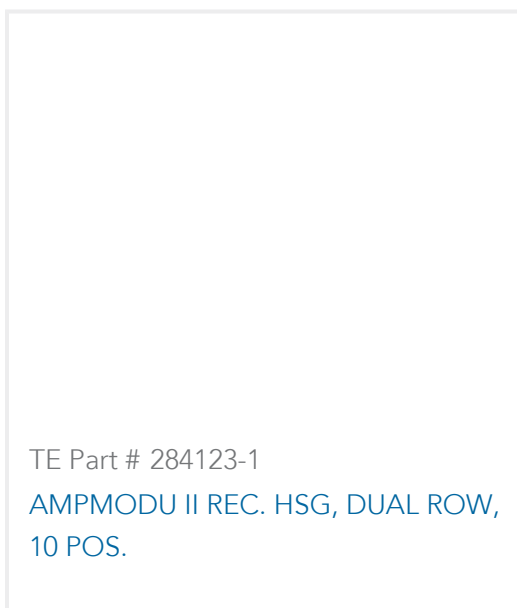 TE Part # 284123-1
AMPMODU II REC. HSG, DUAL ROW,
10 POS.